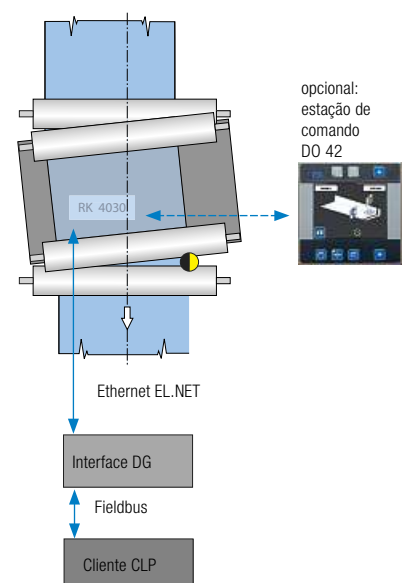 opcional:
estação de
comando
DO 42
RK 4030
Ethernet EL.NET
Interface DG
Fieldbus
Cliente CLP